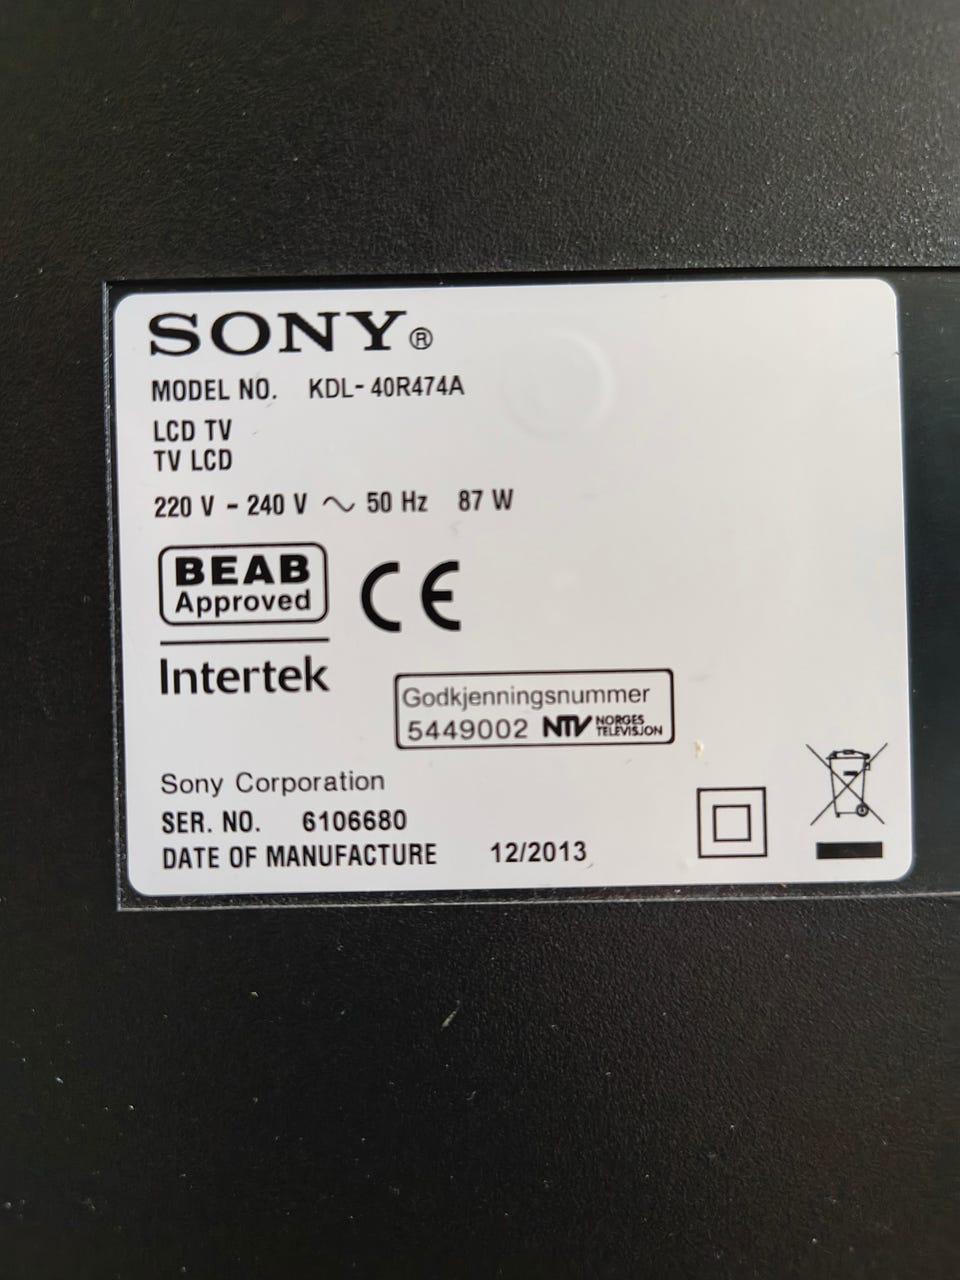 SONY®
MODEL NO. KDL-40R474A
LCD TV
TV LCD
220 V - 240 V ~ 50 Hz 87 W
BEAB
Approved
CE
Intertek
Godkjenningsnummer
5449002 NTV NORGES TELEVISJON
Sony Corporation
SER. NO. 6106680
DATE OF MANUFACTURE 12/2013